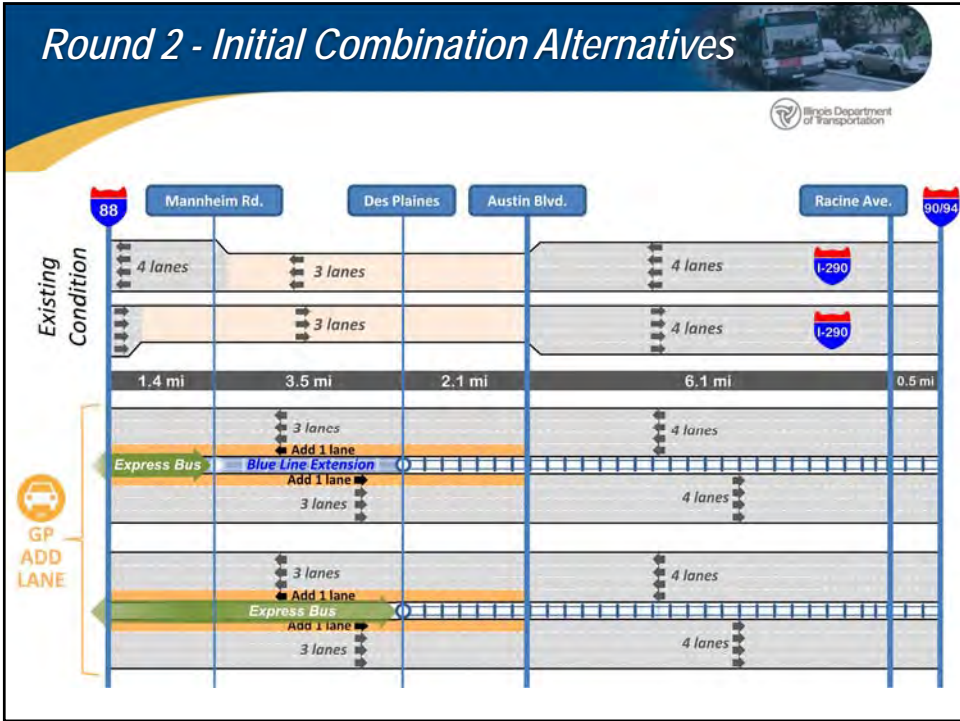 Round 2 - Initial Combination Alternatives
Illinois Department
of Transportation
88
Mannheim Rd.
Des Plaines
Austin Blvd.
Racine Ave.
90/94
Existing
Condition
4 lanes
3 lanes
4 lanes
I-290
3 lanes
4 lanes
I-290
1.4 mi
3.5 mi
2.1 mi
6.1 mi
0.5 mi
GP
ADD
LANE
3 lanes
4 lanes
Add 1 lane
Express Bus
Blue Line Extension
Add 1 lane
3 lanes
4 lanes
3 lanes
4 lanes
Add 1 lane
Express Bus
Add 1 lane
3 lanes
4 lanes